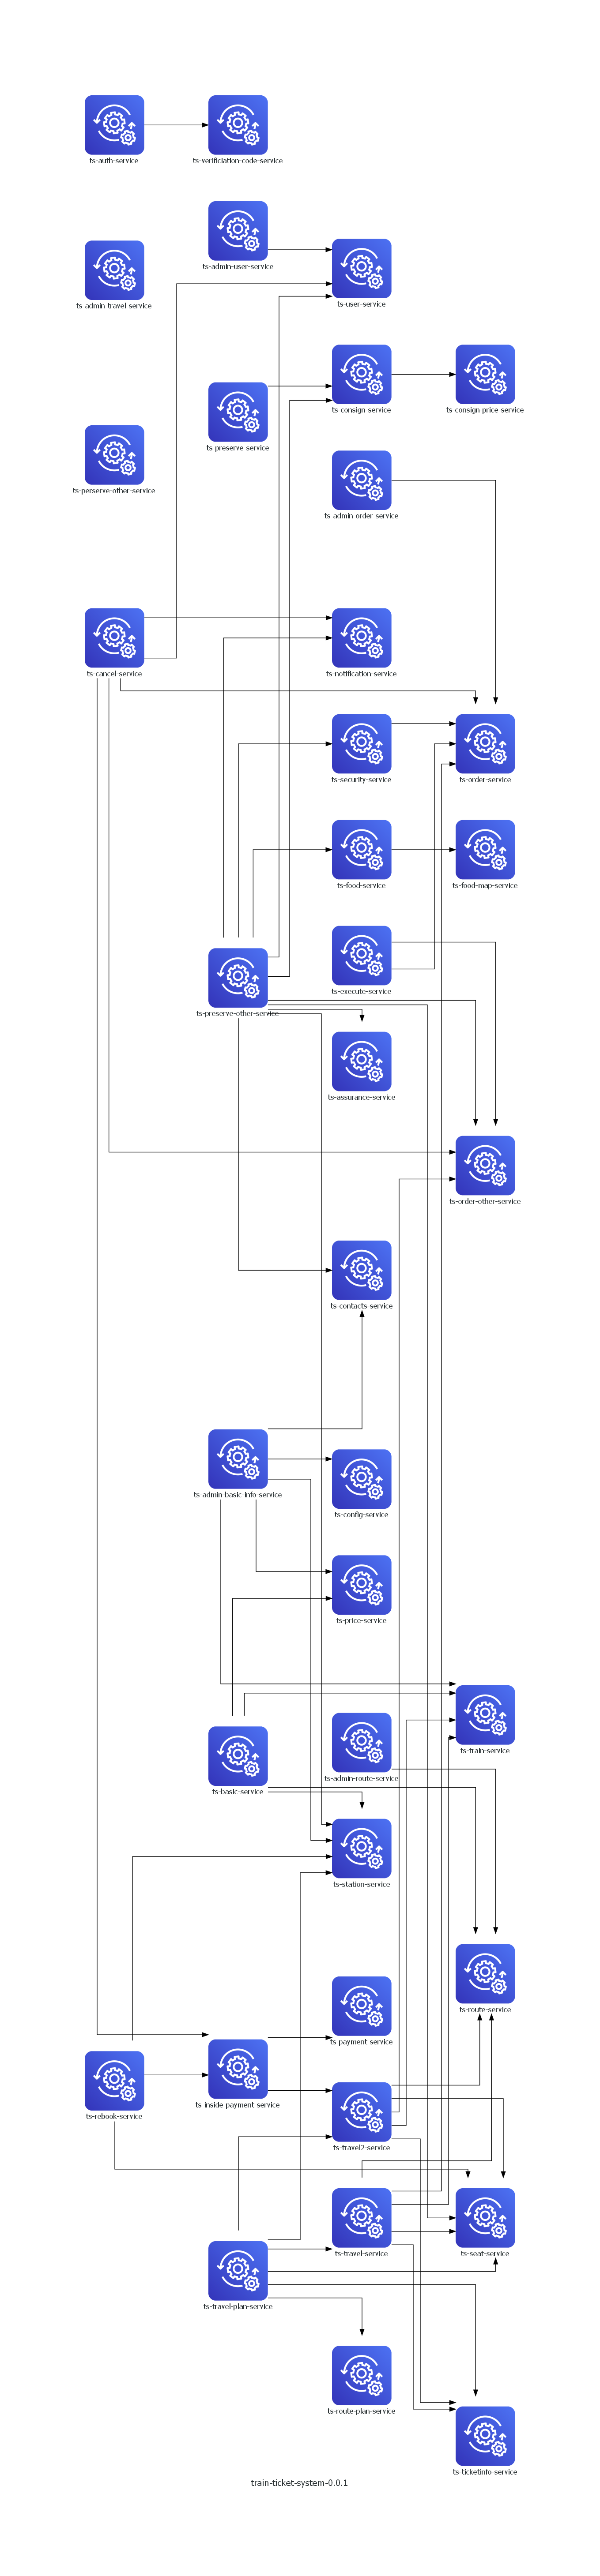 ts-auth-service
ts-verificiation-code-service
ts-admin-user-service
ts-user-service
ts-admin-travel-service
ts-consign-service
ts-consign-price-service
ts-preserve-service
ts-perserve-other-service
ts-admin-order-service
ts-cancel-service
ts-notification-service
ts-security-service
ts-order-service
ts-food-service
ts-food-map-service
ts-execute-service
ts-preserve-other-service
ts-assurance-service
ts-order-other-service
ts-contacts-service
ts-admin-basic-info-service
ts-config-service
ts-price-service
ts-train-service
ts-admin-route-service
ts-basic-service
ts-station-service
ts-route-service
ts-payment-service
ts-inside-payment-service
ts-rebook-service
ts-travel2-service
ts-travel-service
ts-seat-service
ts-travel-plan-service
ts-route-plan-service
ts-ticketinfo-service
train-ticket-system-0.0.1